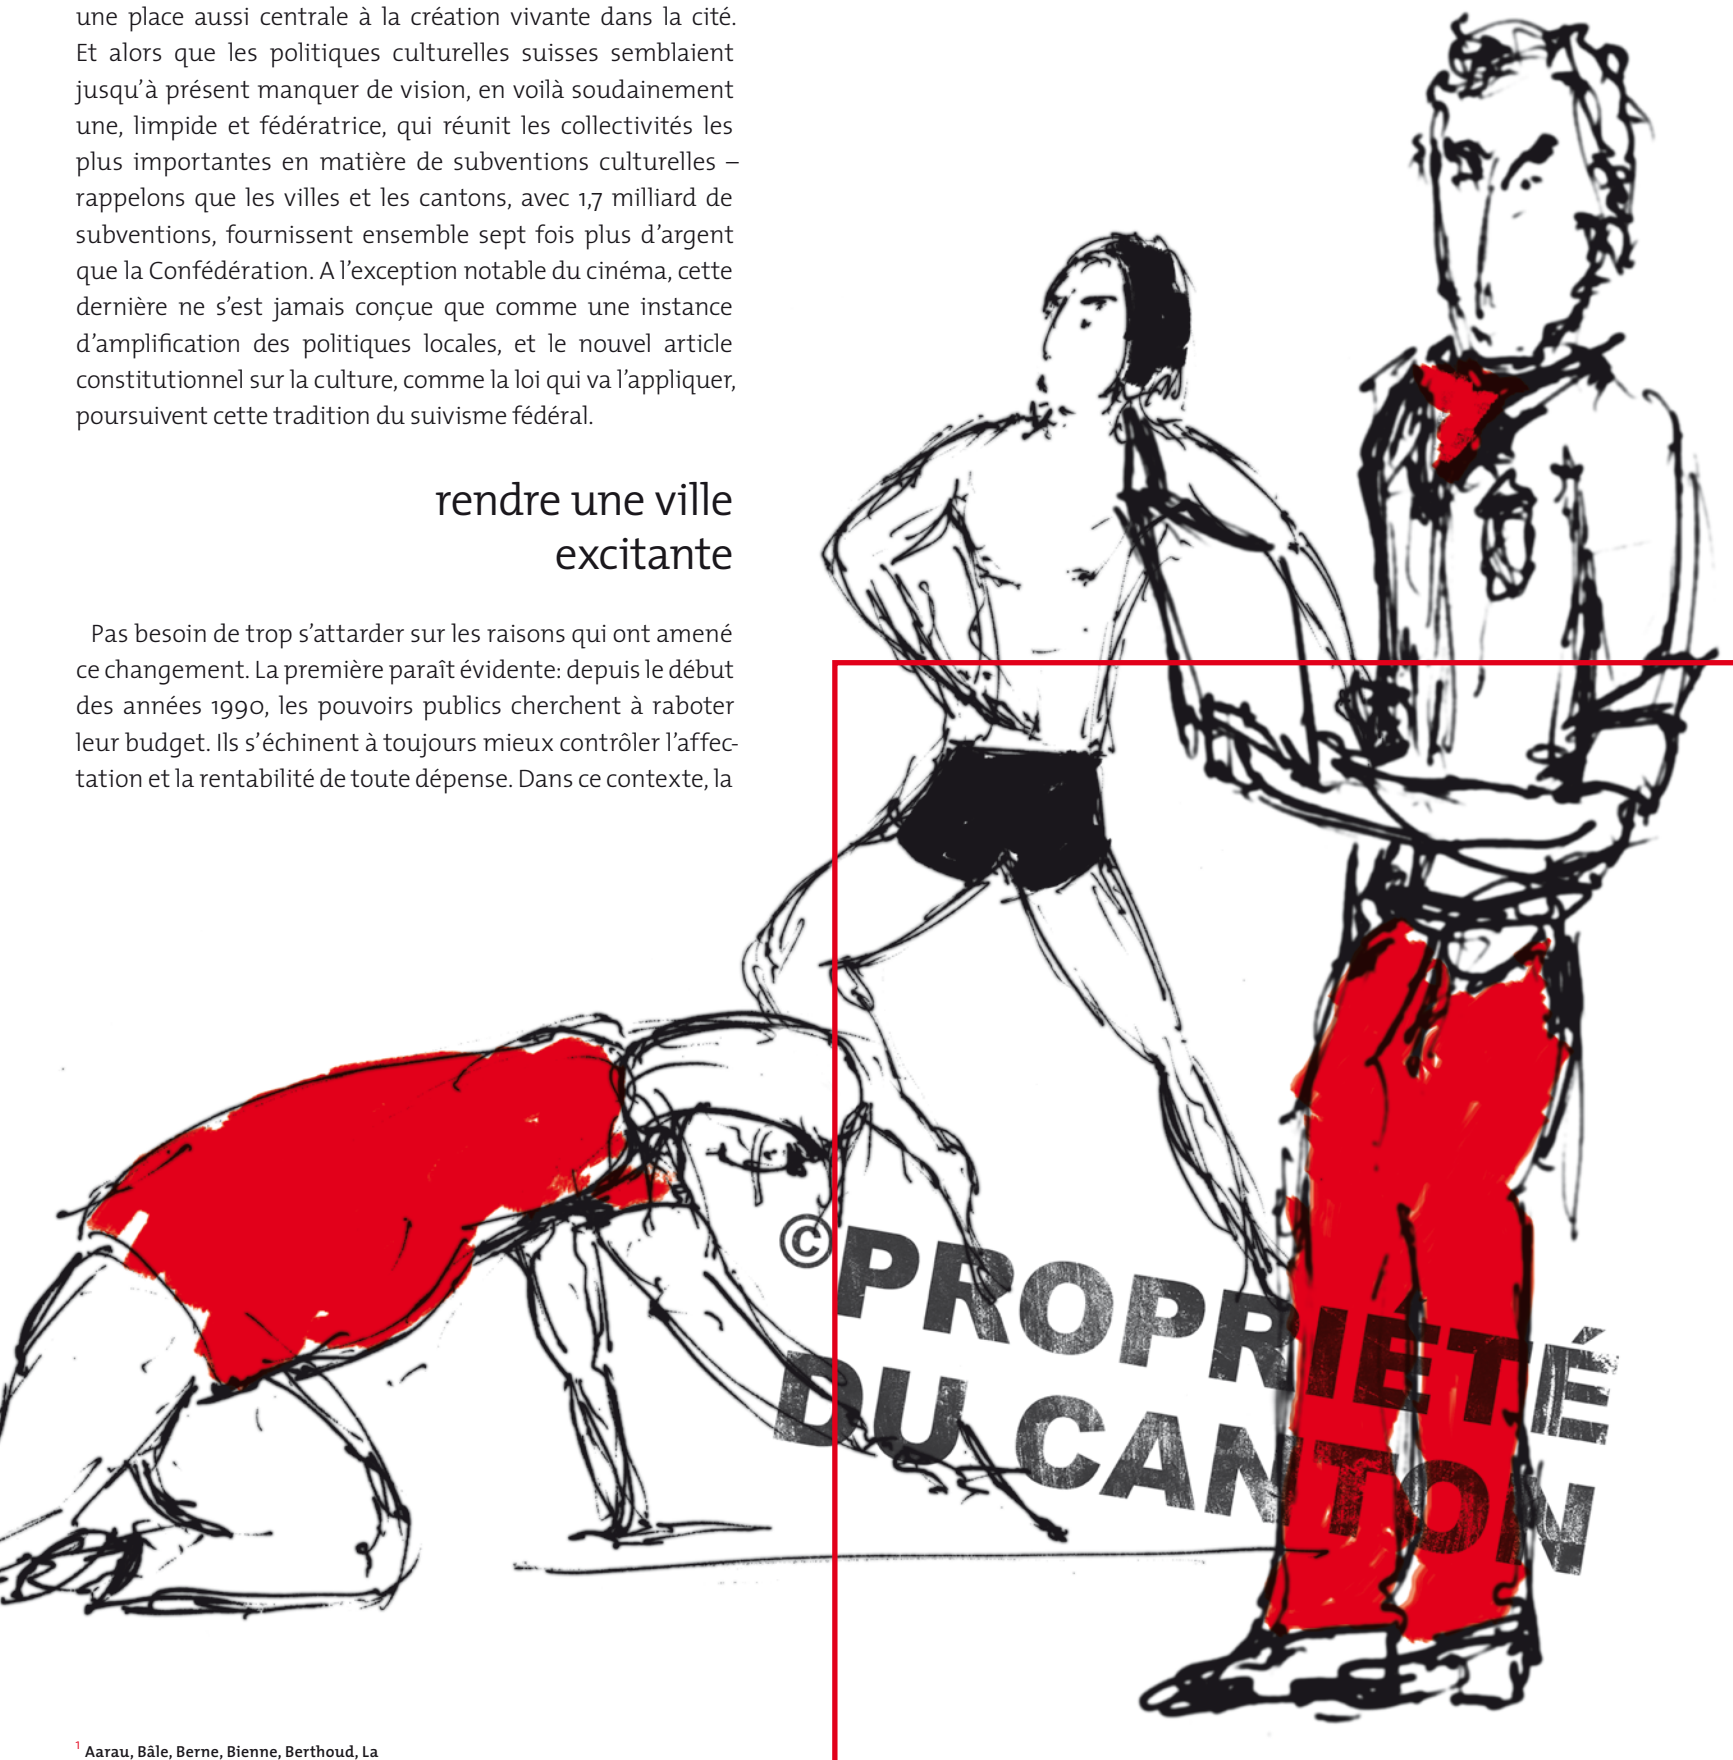 une place aussi centrale à la création vivante dans la cité.
Et alors que les politiques culturelles suisses semblaient
jusqu'à présent manquer de vision, en voilà soudainement
une, limpide et fédératrice, qui réunit les collectivités les
plus importantes en matière de subventions culturelles –
rappelons que les villes et les cantons, avec 1,7 milliard de
subventions, fournissent ensemble sept fois plus d'argent
que la Confédération. A l'exception notable du cinéma, cette
dernière ne s'est jamais conçue que comme une instance
d'amplification des politiques locales, et le nouvel article
constitutionnel sur la culture, comme la loi qui va l'appliquer,
poursuivent cette tradition du suivisme fédéral.
rendre une ville
excitante
Pas besoin de trop s'attarder sur les raisons qui ont amené
ce changement. La première paraît évidente: depuis le début
des années 1990, les pouvoirs publics cherchent à raboter
leur budget. Ils s'échinent à toujours mieux contrôler l'affec-
tation et la rentabilité de toute dépense. Dans ce contexte, la
©PROPRIÉTÉ
DU CANTON
1 Aarau, Bâle, Berne, Bienne, Berthoud, La